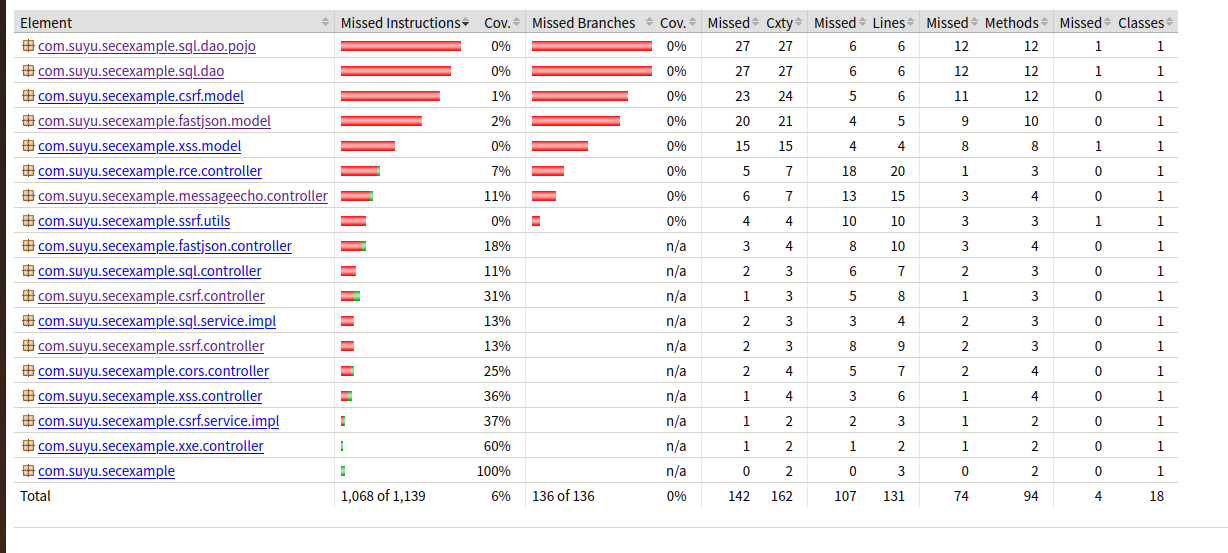 Element Missed Instructions Cov. Missed Branches Cov. Missed Cxty Missed Lines Missed Methods Missed Classes
com.suyu.secexample.sql.dao.pojo 0% 0% 27 27 6 6 12 12 1 1
com.suyu.secexample.sql.dao 0% 0% 27 27 6 6 12 12 1 1
com.suyu.secexample.csrf.model 1% 0% 23 24 5 6 11 12 0 1
com.suyu.secexample.fastjson.model 2% 0% 20 21 4 5 9 10 0 1
com.suyu.secexample.xss.model 0% 0% 15 15 4 4 8 8 1 1
com.suyu.secexample.rce.controller 7% 0% 5 7 18 20 1 3 0 1
com.suyu.secexample.messageecho.controller 11% 0% 6 7 13 15 3 4 0 1
com.suyu.secexample.ssrf.utils 0% 0% 4 4 10 10 3 3 1 1
com.suyu.secexample.fastjson.controller 18% n/a 3 4 8 10 3 4 0 1
com.suyu.secexample.sql.controller 11% n/a 2 3 6 7 2 3 0 1
com.suyu.secexample.csrf.controller 31% n/a 1 3 5 8 1 3 0 1
com.suyu.secexample.sql.service.impl 13% n/a 2 3 3 4 2 3 0 1
com.suyu.secexample.ssrf.controller 13% n/a 2 3 8 9 2 3 0 1
com.suyu.secexample.cors.controller 25% n/a 2 4 5 7 2 4 0 1
com.suyu.secexample.xss.controller 36% n/a 1 4 3 6 1 4 0 1
com.suyu.secexample.csrf.service.impl 37% n/a 1 2 2 3 1 2 0 1
com.suyu.secexample.xxe.controller 60% n/a 1 2 1 2 1 2 0 1
com.suyu.secexample 100% n/a 0 2 0 3 0 2 0 1
Total 1,068 of 1,139 6% 136 of 136 0% 142 162 107 131 74 94 4 18